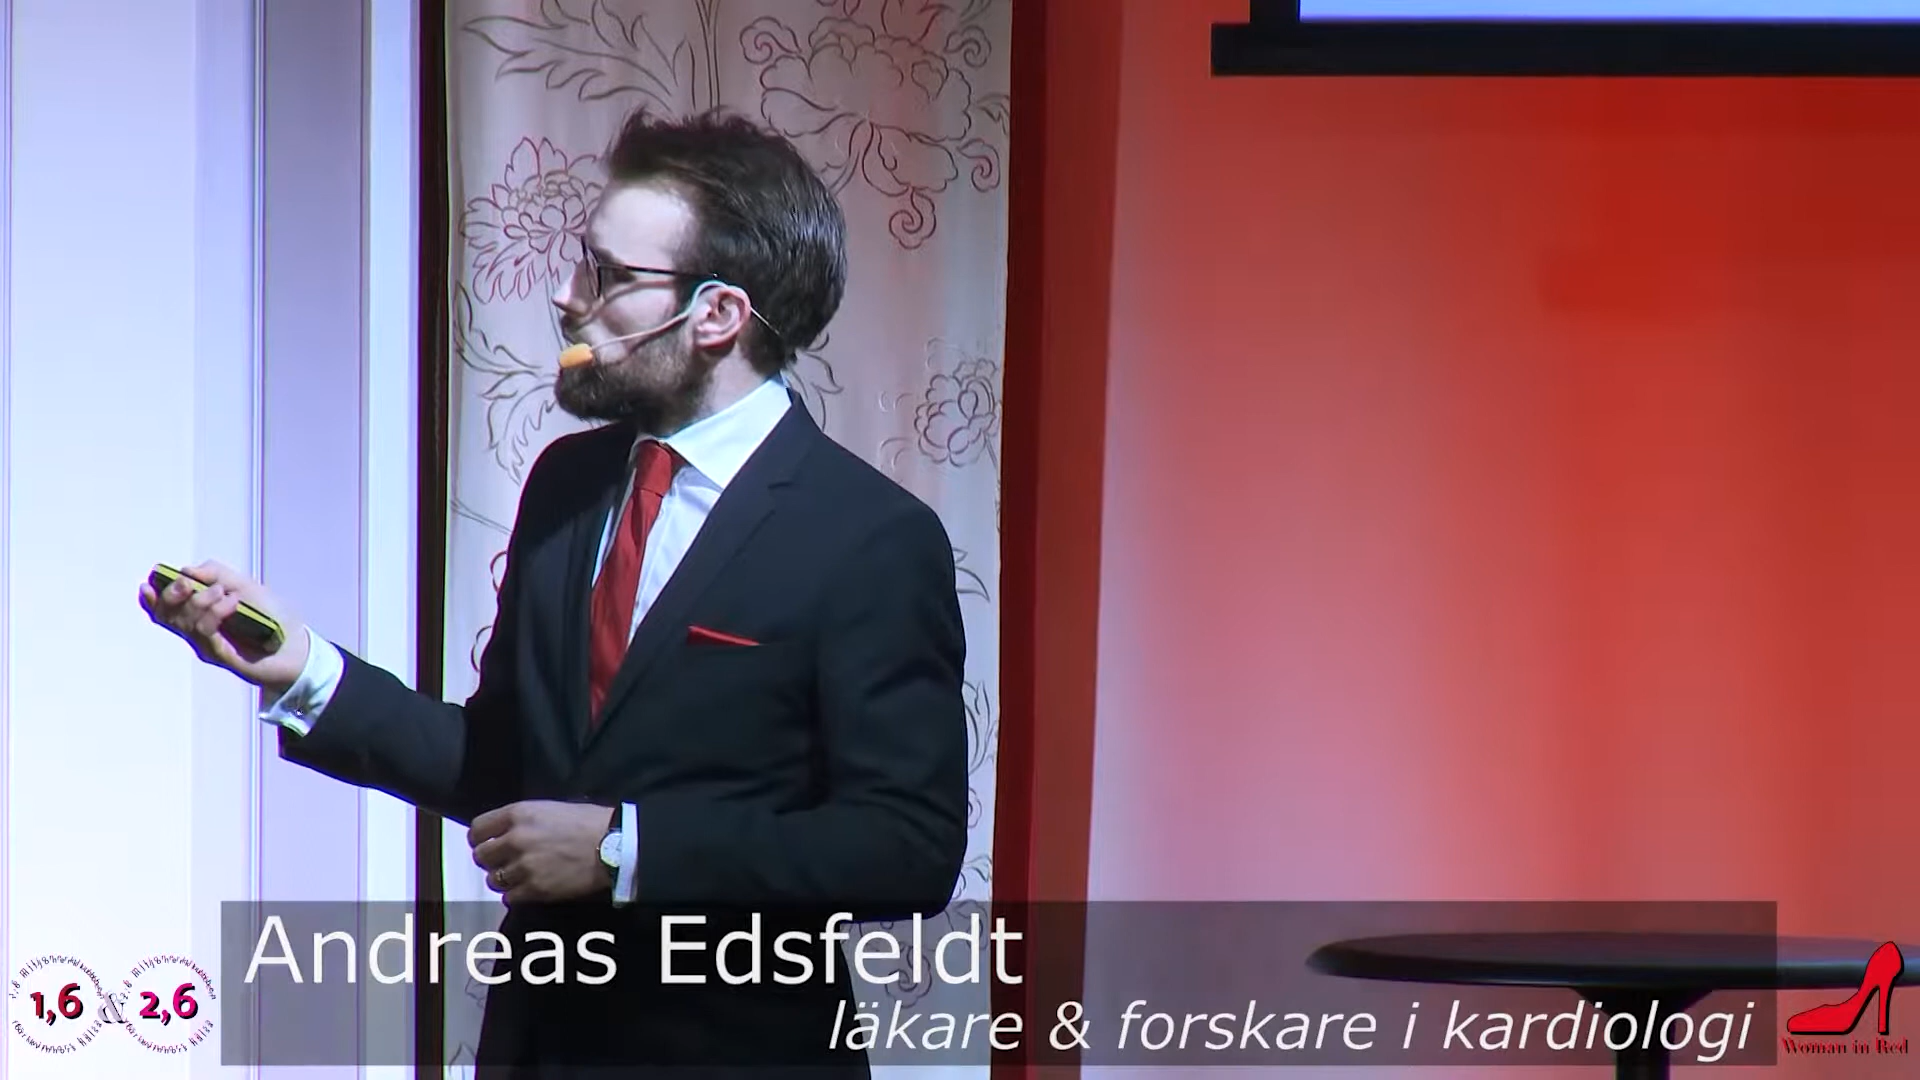 Andreas Edsfeldt
läkare & forskare i kardiologi
1,6 & 2,6
Woman in Red